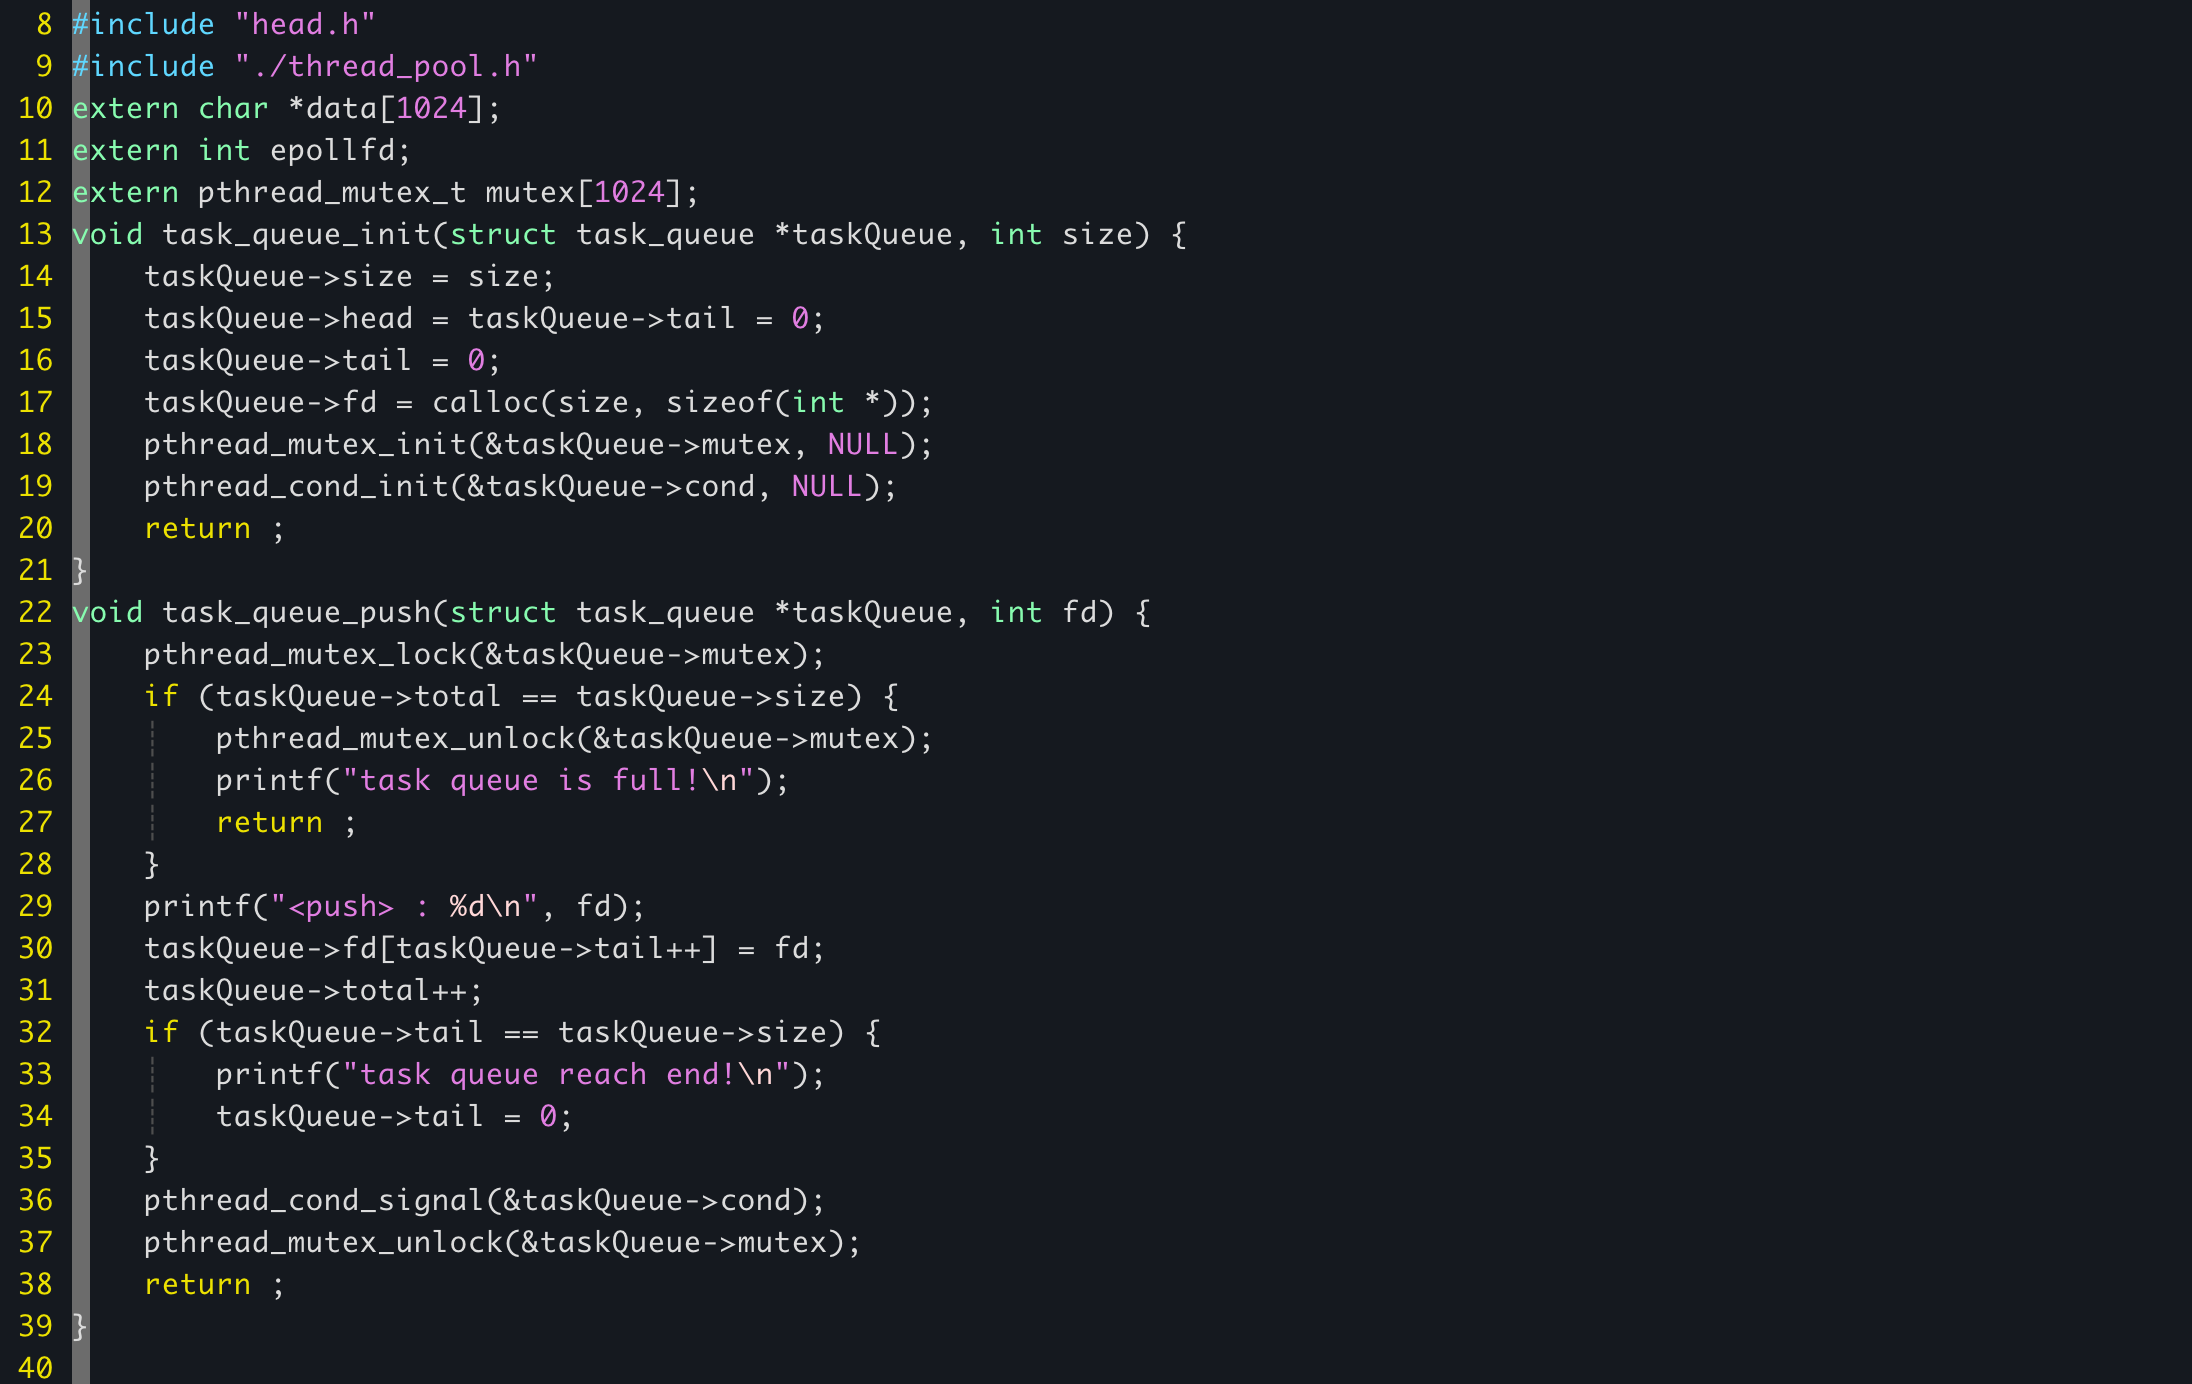 8 #include "head.h"
9 #include "./thread_pool.h"
10 extern char *data[1024];
11 extern int epollfd;
12 extern pthread_mutex_t mutex[1024];
13 void task_queue_init(struct task_queue *taskQueue, int size) {
14     taskQueue->size = size;
15     taskQueue->head = taskQueue->tail = 0;
16     taskQueue->tail = 0;
17     taskQueue->fd = calloc(size, sizeof(int *));
18     pthread_mutex_init(&taskQueue->mutex, NULL);
19     pthread_cond_init(&taskQueue->cond, NULL);
20     return ;
21 }
22 void task_queue_push(struct task_queue *taskQueue, int fd) {
23     pthread_mutex_lock(&taskQueue->mutex);
24     if (taskQueue->total == taskQueue->size) {
25         pthread_mutex_unlock(&taskQueue->mutex);
26         printf("task queue is full!\n");
27         return ;
28     }
29     printf("<push> : %d\n", fd);
30     taskQueue->fd[taskQueue->tail++] = fd;
31     taskQueue->total++;
32     if (taskQueue->tail == taskQueue->size) {
33         printf("task queue reach end!\n");
34         taskQueue->tail = 0;
35     }
36     pthread_cond_signal(&taskQueue->cond);
37     pthread_mutex_unlock(&taskQueue->mutex);
38     return ;
39 }
40